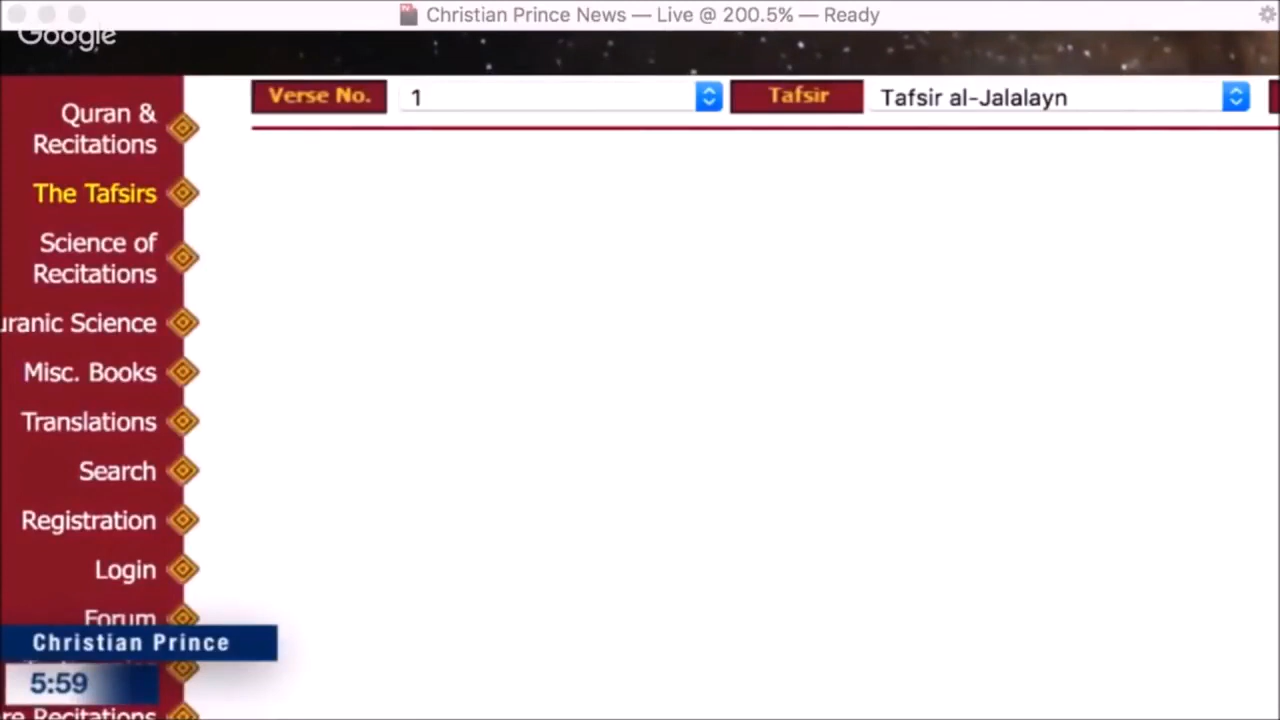 Christian Prince News — Live @ 200.5% — Ready
Google
Verse No.
1
Tafsir
Tafsir al-Jalalayn
Quran &
Recitations
The Tafsirs
Science of
Recitations
uranic Science
Misc. Books
Translations
Search
Registration
Login
Forum
Christian Prince
5:59
re Recitations